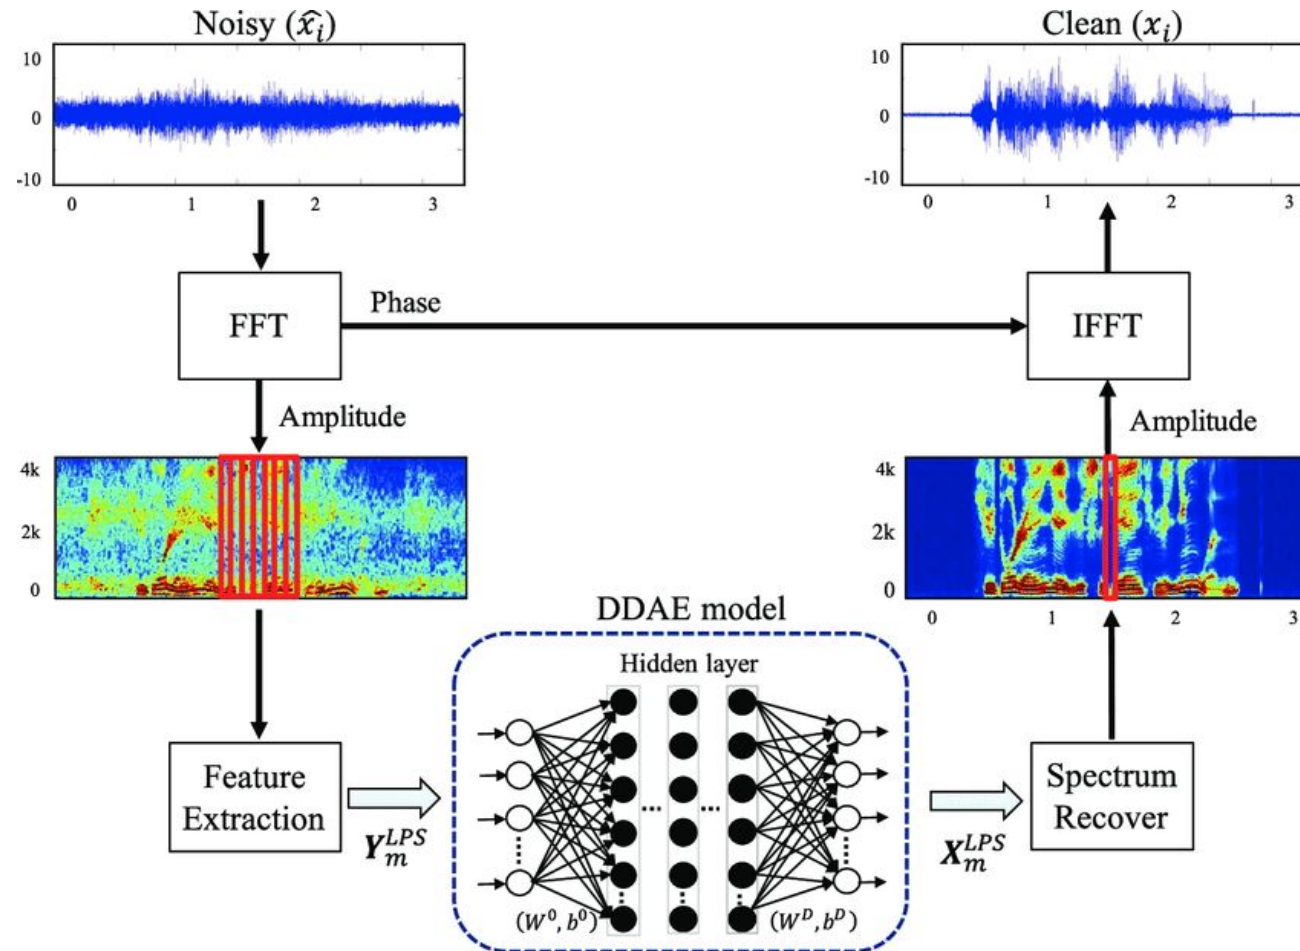 Noisy (x̂ᵢ)
Clean (xᵢ)
10
0
-10
0 1 2 3
10
0
-10
0 1 2 3
FFT
Phase
IFFT
Amplitude
Amplitude
4k
2k
0
4k
2k
0
0 1 2 3
DDAE model
Hidden layer
Feature
Extraction
Y_m^{LPS}
(W⁰, b⁰)
(W^D, b^D)
X_m^{LPS}
Spectrum
Recover